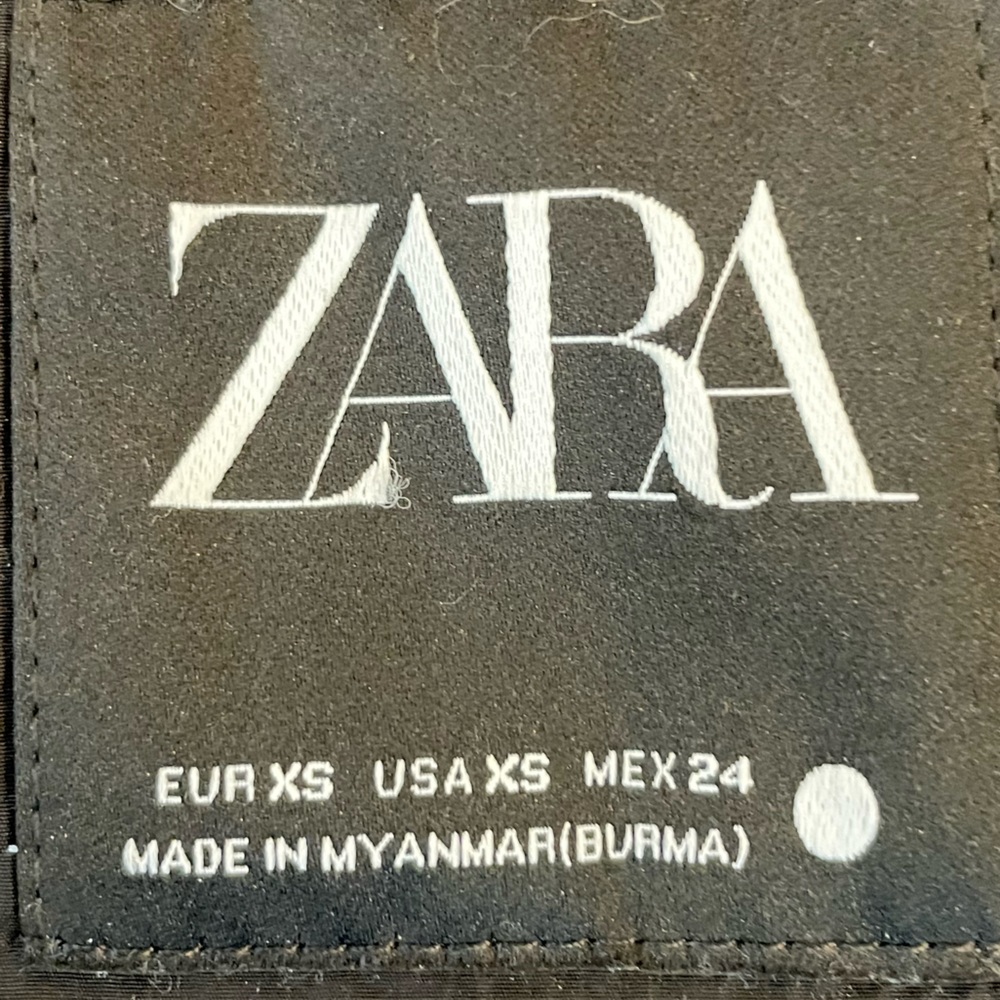 ZARA
EUR XS USA XS MEX 24
MADE IN MYANMAR(BURMA)